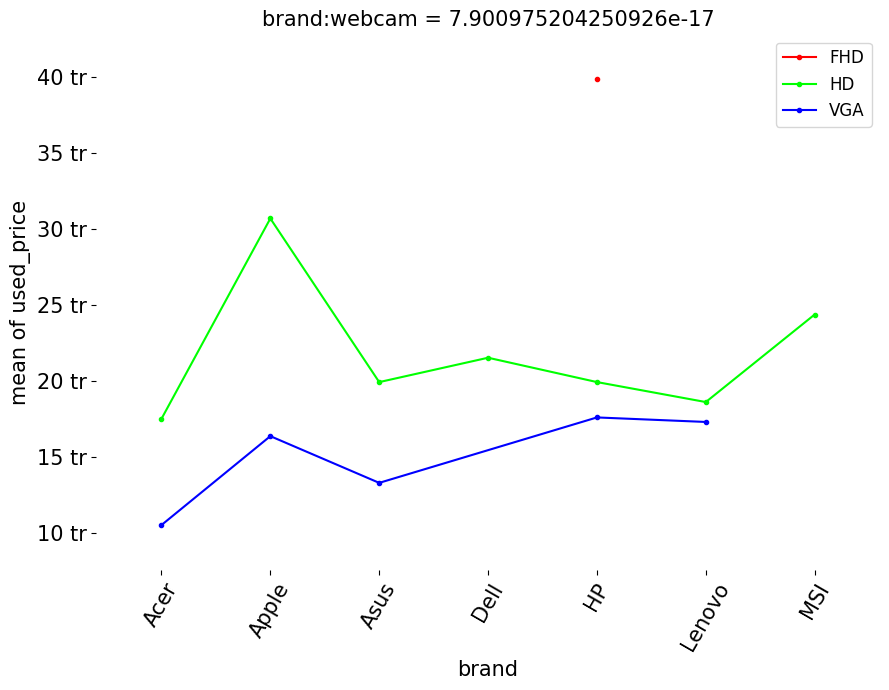 brand:webcam = 7.900975204250926e-17
FHD
HD
VGA
mean of used_price
40 tr
35 tr
30 tr
25 tr
20 tr
15 tr
10 tr
Acer
Apple
Asus
Dell
HP
Lenovo
MSI
brand